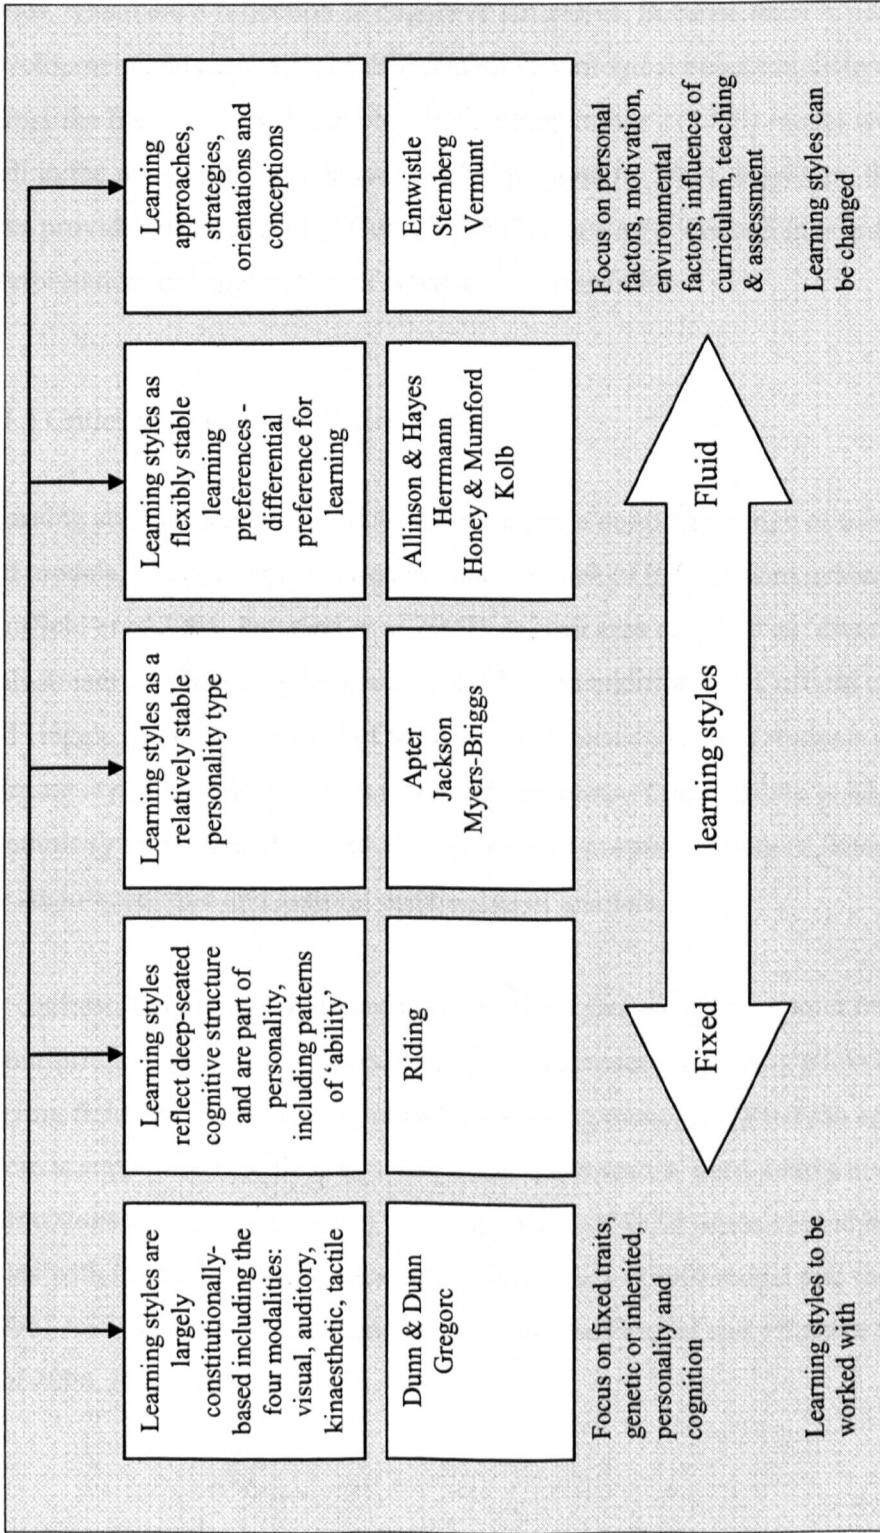 Learning styles are
largely
constitutionally-
based including the
four modalities:
visual, auditory,
kinaesthetic, tactile
Learning styles
reflect deep-seated
cognitive structure
and are part of
personality,
including patterns
of ‘ability’
Learning styles as a
relatively stable
personality type
Learning styles as
flexibly stable
learning
preferences -
differential
preference for
learning
Learning
approaches,
strategies,
orientations and
conceptions
Dunn & Dunn
Gregorc
Riding
Apter
Jackson
Myers-Briggs
Allinson & Hayes
Herrmann
Honey & Mumford
Kolb
Entwistle
Sternberg
Vermunt
Focus on fixed traits,
genetic or inherited,
personality and
cognition
Learning styles to be
worked with
Fixed
learning styles
Fluid
Focus on personal
factors, motivation,
environmental
factors, influence of
curriculum, teaching
& assessment
Learning styles can
be changed